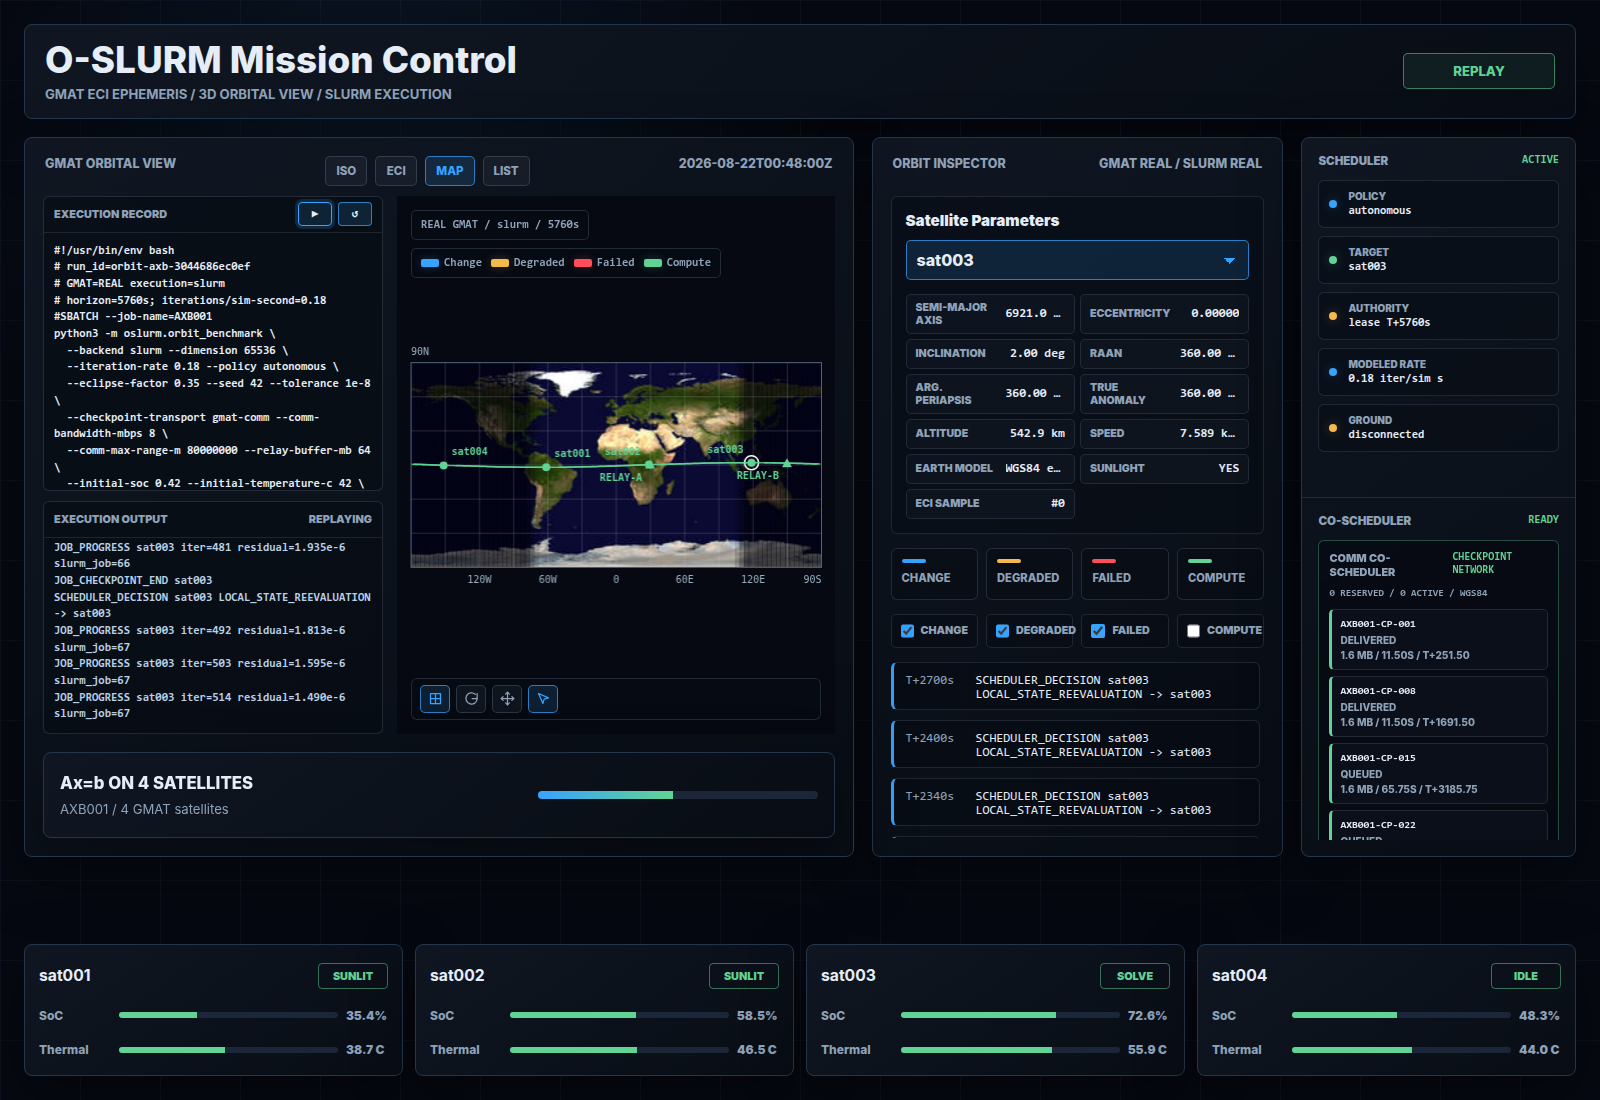 O-SLURM Mission Control
GMAT ECI EPHEMERIS / 3D ORBITAL VIEW / SLURM EXECUTION
REPLAY
GMAT ORBITAL VIEW
ISO
ECI
MAP
LIST
2026-08-22T00:48:00Z
EXECUTION RECORD
#!/usr/bin/env bash
# run_id=orbit-axb-3044686ec0ef
# GMAT=REAL execution=slurm
# horizon=5760s; iterations/sim-second=0.18
#SBATCH --job-name=AXB001
python3 -m oslurm.orbit_benchmark \
--backend slurm --dimension 65536 \
--iteration-rate 0.18 --policy autonomous \
--eclipse-factor 0.35 --seed 42 --tolerance 1e-8
\
--checkpoint-transport gmat-comm --comm-
bandwidth-mbps 8 \
--comm-max-range-m 80000000 --relay-buffer-mb 64
\
--initial-soc 0.42 --initial-temperature-c 42 \
EXECUTION OUTPUT
REPLAYING
JOB_PROGRESS sat003 iter=481 residual=1.935e-6
slurm_job=66
JOB_CHECKPOINT_END sat003
SCHEDULER_DECISION sat003 LOCAL_STATE_REEVALUATION
-> sat003
JOB_PROGRESS sat003 iter=492 residual=1.813e-6
slurm_job=67
JOB_PROGRESS sat003 iter=503 residual=1.595e-6
slurm_job=67
JOB_PROGRESS sat003 iter=514 residual=1.490e-6
slurm_job=67
REAL GMAT / slurm / 5760s
Change
Degraded
Failed
Compute
90N
sat004
sat001
sat002
sat003
RELAY-A
RELAY-B
120W
60W
0
60E
120E
90S
Ax=b ON 4 SATELLITES
AXB001 / 4 GMAT satellites
ORBIT INSPECTOR
GMAT REAL / SLURM REAL
Satellite Parameters
sat003
SEMI-MAJOR
AXIS
6921.0 …
ECCENTRICITY
0.00000
INCLINATION
2.00 deg
RAAN
360.00 …
ARG.
PERIAPSIS
360.00 …
TRUE
ANOMALY
360.00 …
ALTITUDE
542.9 km
SPEED
7.589 k…
EARTH MODEL
WGS84 e…
SUNLIGHT
YES
ECI SAMPLE
#0
CHANGE
DEGRADED
FAILED
COMPUTE
CHANGE
DEGRADED
FAILED
COMPUTE
T+2700s
SCHEDULER_DECISION sat003
LOCAL_STATE_REEVALUATION -> sat003
T+2400s
SCHEDULER_DECISION sat003
LOCAL_STATE_REEVALUATION -> sat003
T+2340s
SCHEDULER_DECISION sat003
LOCAL_STATE_REEVALUATION -> sat003
SCHEDULER
ACTIVE
POLICY
autonomous
TARGET
sat003
AUTHORITY
lease T+5760s
MODELED RATE
0.18 iter/sim s
GROUND
disconnected
CO-SCHEDULER
READY
COMM CO-
SCHEDULER
CHECKPOINT
NETWORK
0 RESERVED / 0 ACTIVE / WGS84
AXB001-CP-001
DELIVERED
1.6 MB / 11.50S / T+251.50
AXB001-CP-008
DELIVERED
1.6 MB / 11.50S / T+1691.50
AXB001-CP-015
QUEUED
1.6 MB / 65.75S / T+3185.75
AXB001-CP-022
QUEUED
sat001
SUNLIT
SoC
35.4%
Thermal
38.7 C
sat002
SUNLIT
SoC
58.5%
Thermal
46.5 C
sat003
SOLVE
SoC
72.6%
Thermal
55.9 C
sat004
IDLE
SoC
48.3%
Thermal
44.0 C